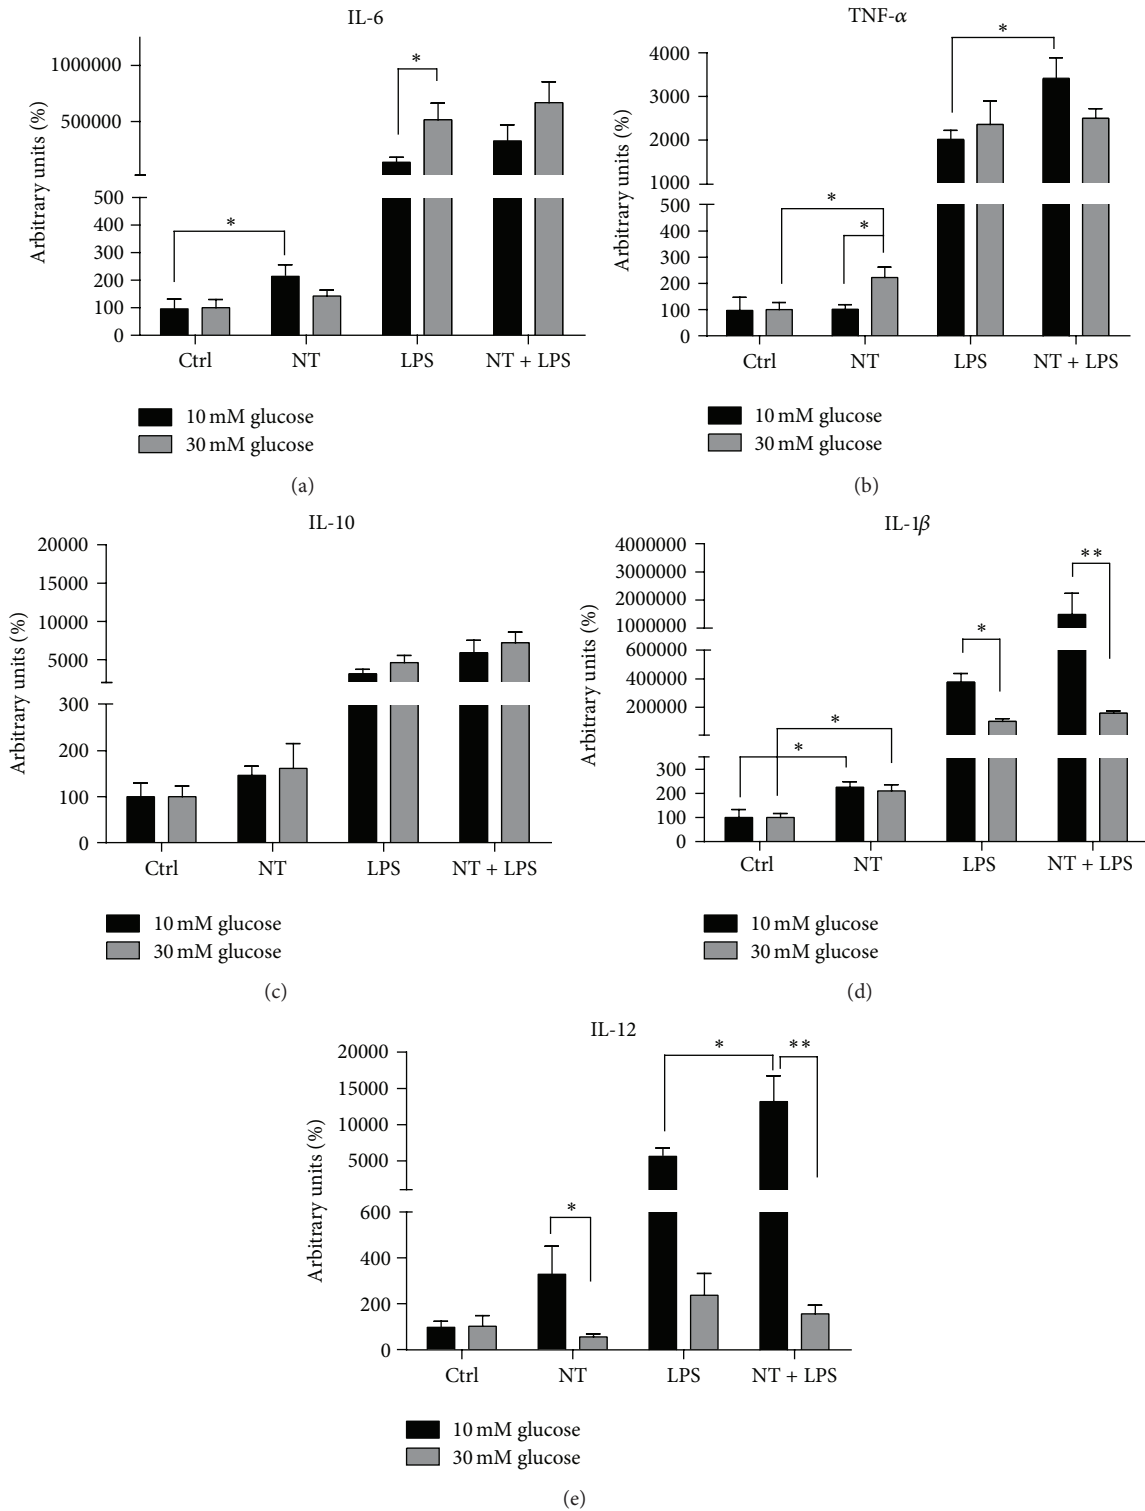 IL-6
Arbitrary units (%)
1000000
500000
500
400
300
200
100
0
*
*
Ctrl NT LPS NT + LPS
10 mM glucose
30 mM glucose
(a)
TNF-α
Arbitrary units (%)
4000
3000
2000
1000
500
400
300
200
100
0
*
*
*
Ctrl NT LPS NT + LPS
10 mM glucose
30 mM glucose
(b)
IL-10
Arbitrary units (%)
20000
15000
10000
5000
300
200
100
0
Ctrl NT LPS NT + LPS
10 mM glucose
30 mM glucose
(c)
IL-1β
Arbitrary units (%)
4000000
3000000
2000000
1000000
600000
400000
200000
300
200
100
0
*
*
*
**
Ctrl NT LPS NT + LPS
10 mM glucose
30 mM glucose
(d)
IL-12
Arbitrary units (%)
20000
15000
10000
5000
600
400
200
0
*
*
**
Ctrl NT LPS NT + LPS
10 mM glucose
30 mM glucose
(e)